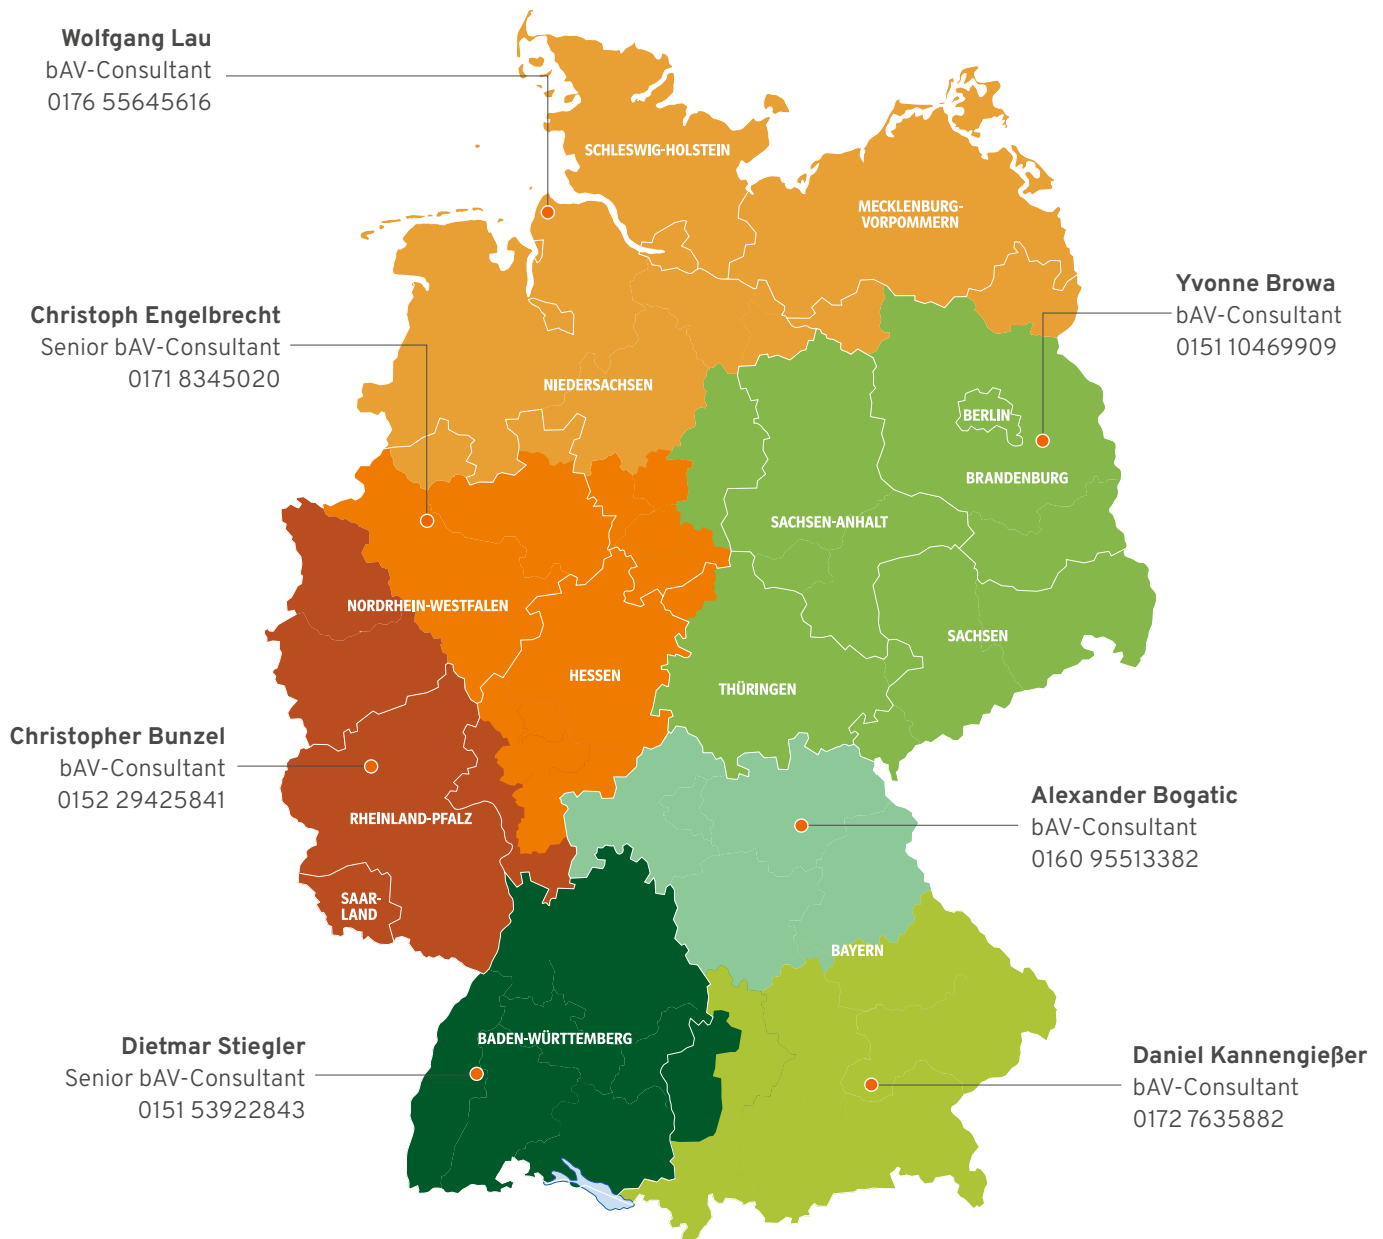 Wolfgang Lau
bAV-Consultant
0176 55645616
SCHLESWIG-HOLSTEIN
MECKLENBURG-
VORPOMMERN
Yvonne Browa
bAV-Consultant
0151 10469909
Christoph Engelbrecht
Senior bAV-Consultant
0171 8345020
NIEDERSACHSEN
BERLIN
BRANDENBURG
SACHSEN-ANHALT
NORDRHEIN-WESTFALEN
SACHSEN
HESSEN
THÜRINGEN
Christopher Bunzel
bAV-Consultant
0152 29425841
RHEINLAND-PFALZ
Alexander Bogatic
bAV-Consultant
0160 95513382
SAAR-
LAND
BAYERN
BADEN-WÜRTTEMBERG
Dietmar Stiegler
Senior bAV-Consultant
0151 53922843
Daniel Kannengießer
bAV-Consultant
0172 7635882